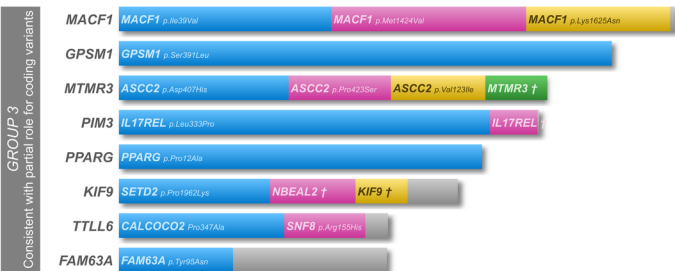 GROUP 3
Consistent with partial role for coding variants
MACF1 MACF1 p.Ile39Val MACF1 p.Met1424Val MACF1 p.Lys1625Asn
GPSM1 GPSM1 p.Ser391Leu
MTMR3 ASCC2 p.Asp407His ASCC2 p.Pro423Ser ASCC2 p.Val123Ile MTMR3 †
PIM3 IL17REL p.Leu333Pro IL17REL †
PPARG PPARG p.Pro12Ala
KIF9 SETD2 p.Pro1962Lys NBEAL2 † KIF9 †
TTLL6 CALCOCO2 Pro347Ala SNF8 p.Arg155His
FAM63A FAM63A p.Tyr95Asn